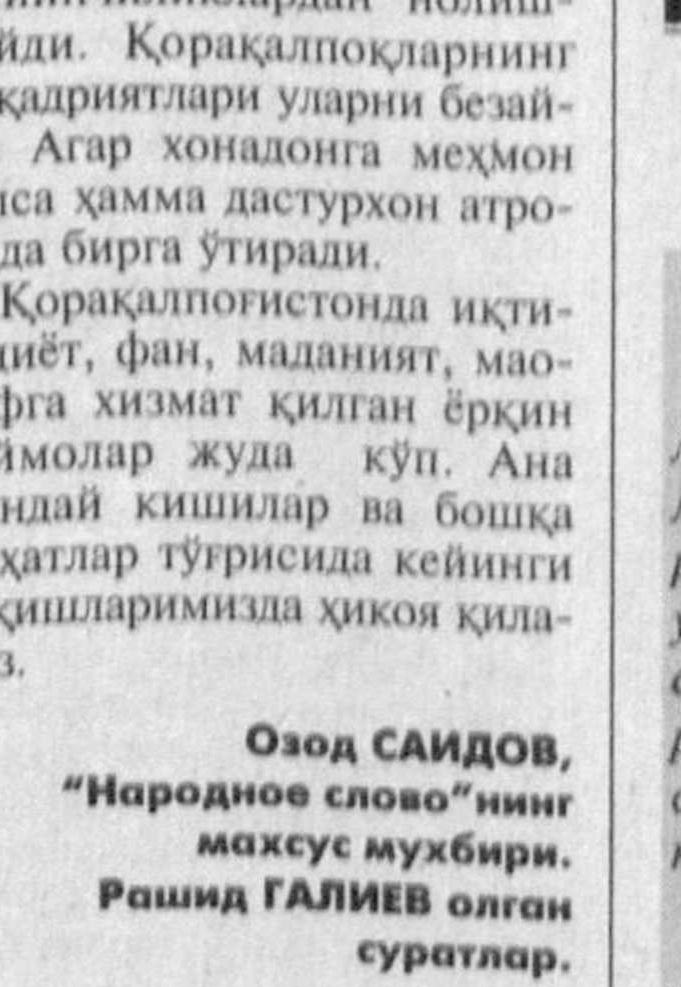 йди. Қорақалпоқларнинг
қадриятлари уларни безай-
Агар хонадонга меҳмон
иса ҳамма дастурхон атро-
да бирга ўтиради.
Қорақалпоғистонда иқти-
диёт, фан, маданият, мао-
фга хизмат қилган ёрқин
ймолар жуда кўп. Ана
ндай кишилар ва бошқа
ҳатлар тўғрисида кейинги
қишларимизда ҳикоя қила-
з.
Озод САИДОВ,
“Народное слово”нинг
махсус мухбири.
Рашид ГАЛИЕВ олган
суратлар.